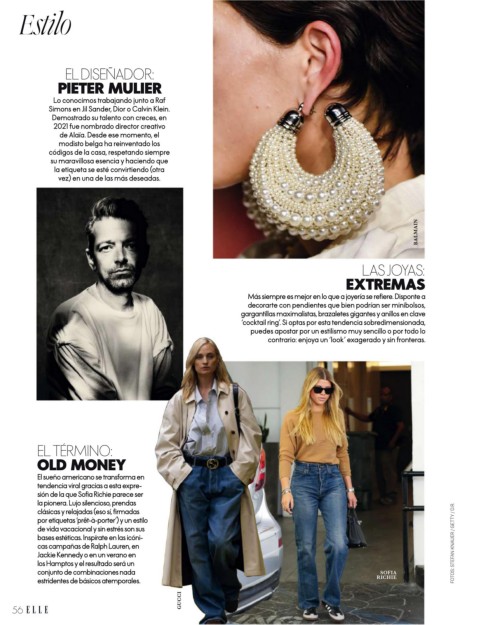 Estilo
EL DISEÑADOR:
PIETER MULIER
Lo conocimos trabajando junto a Raf
Simons en Jil Sander, Dior o Calvin Klein.
Demostrado su talento con creces, en
2021 fue nombrado director creativo
de Alaïa. Desde ese momento, el
modisto belga ha reinventado los
códigos de la casa, respetando siempre
su maravillosa esencia y haciendo que
la etiqueta se esté convirtiendo (otra
vez) en una de las más deseadas.
BALMAIN
LAS JOYAS:
EXTREMAS
Más siempre es mejor en lo que a joyería se refiere. Disponte a
decorarte con pendientes que bien podrían ser minibolsos,
gargantillas maximalistas, brazaletes gigantes y anillos en clave
'cocktail ring'. Si optas por esta tendencia sobredimensionada,
puedes apostar por un estilismo muy sencillo o por todo lo
contrario: enjoya un 'look' exagerado y sin fronteras.
EL TÉRMINO:
OLD MONEY
El sueño americano se transforma en
tendencia viral gracias a esta expre-
sión de la que Sofia Richie parece ser
la pionera. Lujo silencioso, prendas
clásicas y relajadas (eso sí, firmadas
por etiquetas 'prêt-à-porter') y un estilo
de vida vacacional y sin estrés son sus
bases estéticas. Inspírate en las icóni-
cas campañas de Ralph Lauren, en
Jackie Kennedy o en un verano en
los Hamptos y el resultado será un
conjunto de combinaciones nada
estridentes de básicos atemporales.
GUCCI
SOFIA
RICHIE
56 ELLE